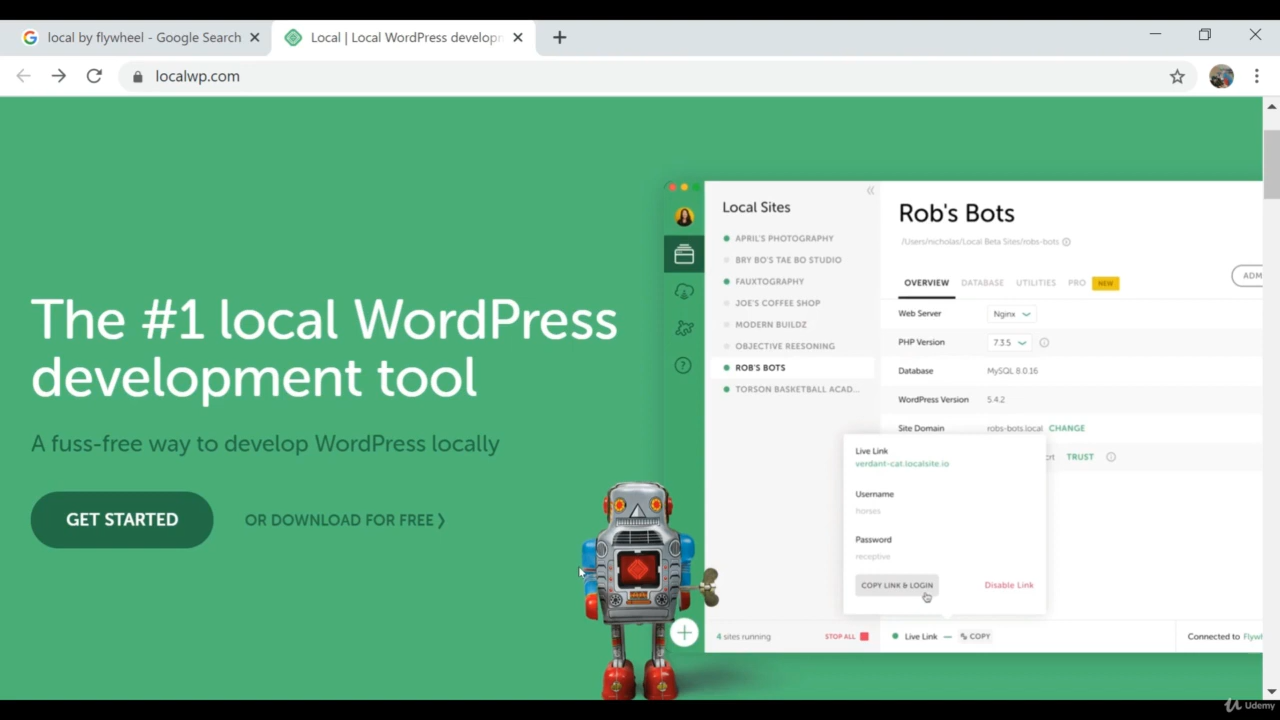 local by flywheel - Google Search
Local | Local WordPress develop
localwp.com
The #1 local WordPress
development tool
A fuss-free way to develop WordPress locally
GET STARTED
OR DOWNLOAD FOR FREE ❯
Local Sites
APRIL'S PHOTOGRAPHY
BRY BO'S TAE BO STUDIO
FAUXTOGRAPHY
JOE'S COFFEE SHOP
MODERN BUILDZ
OBJECTIVE REESONING
ROB'S BOTS
TORSON BASKETBALL ACAD...
4 sites running
STOP ALL
Rob's Bots
/Users/nicholas/Local Beta Sites/robs-bots
ADM
OVERVIEW DATABASE UTILITIES PRO NEW
Web Server Nginx
PHP Version 7.3.5
Database MySQL 8.0.16
WordPress Version 5.4.2
Site Domain robs-bots.local CHANGE
crt TRUST
Live Link
verdant-cat.localsite.io
Username
horses
Password
receptive
COPY LINK & LOGIN Disable Link
Live Link COPY
Connected to Flyw
Udemy